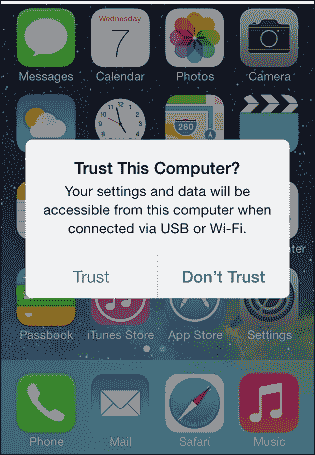 Wednesday
7
Messages
Calendar
Photos
Camera
280
Trust This Computer?
Your settings and data will be
accessible from this computer when
connected via USB or Wi-Fi.
Trust
Don't Trust
Passbook
iTunes Store
App Store
Settings
Phone
Mail
Safari
Music